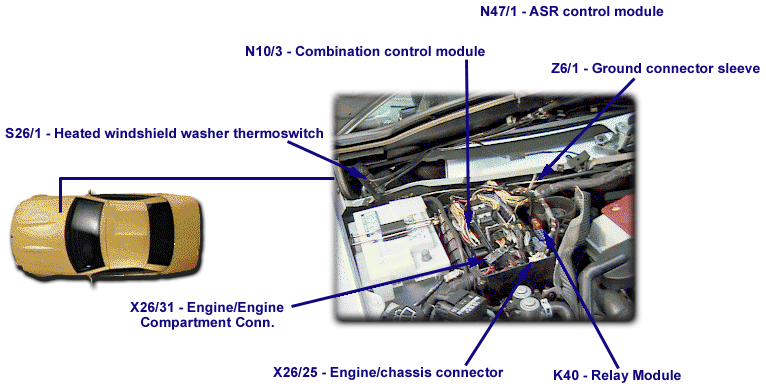 N47/1 - ASR control module
N10/3 - Combination control module
Z6/1 - Ground connector sleeve
S26/1 - Heated windshield washer thermoswitch
X26/31 - Engine/Engine
Compartment Conn.
X26/25 - Engine/chassis connector
K40 - Relay Module